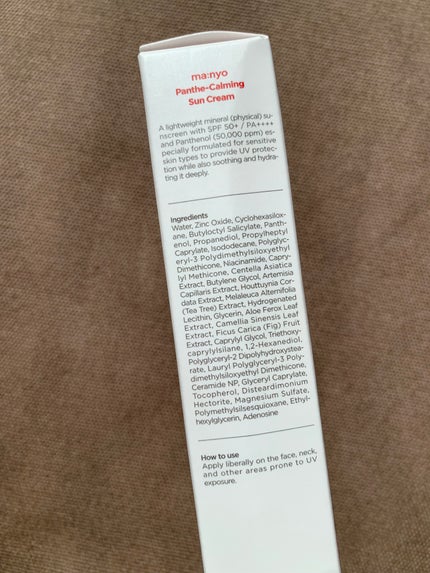 ma:nyo
Panthe-Calming
Sun Cream
A lightweight mineral (physical) su-
nscreen with SPF 50+ / PA++++
and Panthenol (50,000 ppm) es-
pecially formulated for sensitive
skin types to provide UV protec-
tion while also soothing and hydra-
ting it deeply.
Ingredients
Water, Zinc Oxide, Cyclohexasilox-
ane, Butyloctyl Salicylate, Panth-
enol, Propanediol, Propylheptyl
Caprylate, Isododecane, Polyglyc-
eryl-3 Polydimethylsiloxyethyl
Dimethicone, Niacinamide, Capry-
lyl Methicone, Centella Asiatica
Extract, Butylene Glycol, Artemisia
Capillaris Extract, Houttuynia Cor-
data Extract, Melaleuca Alternifolia
(Tea Tree) Extract, Hydrogenated
Lecithin, Glycerin, Aloe Ferox Leaf
Extract, Camellia Sinensis Leaf
Extract, Ficus Carica (Fig) Fruit
Extract, Caprylyl Glycol, Triethoxy-
caprylylsilane, 1,2-Hexanediol,
Polyglyceryl-2 Dipolyhydroxystea-
rate, Lauryl Polyglyceryl-3 Poly-
dimethylsiloxyethyl Dimethicone,
Ceramide NP, Glyceryl Caprylate,
Tocopherol, Disteardimonium
Hectorite, Magnesium Sulfate,
Polymethylsilsesquioxane, Ethyl-
hexylglycerin, Adenosine
How to use
Apply liberally on the face, neck,
and other areas prone to UV
exposure.